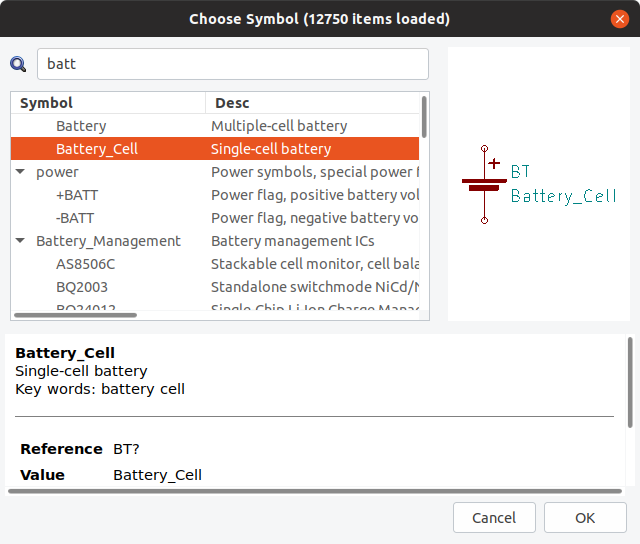 Choose Symbol (12750 items loaded)
batt
Symbol Desc
Battery Multiple-cell battery
Battery_Cell Single-cell battery
power Power symbols, special power f
+BATT Power flag, positive battery vol
-BATT Power flag, negative battery vo
Battery_Management Battery management ICs
AS8506C Stackable cell monitor, cell bala
BQ2003 Standalone switchmode NiCd/N
BQ24012 Single Chip Li-Ion Charge Manag
+ BT
Battery_Cell
Battery_Cell
Single-cell battery
Key words: battery cell
Reference BT?
Value Battery_Cell
Cancel OK